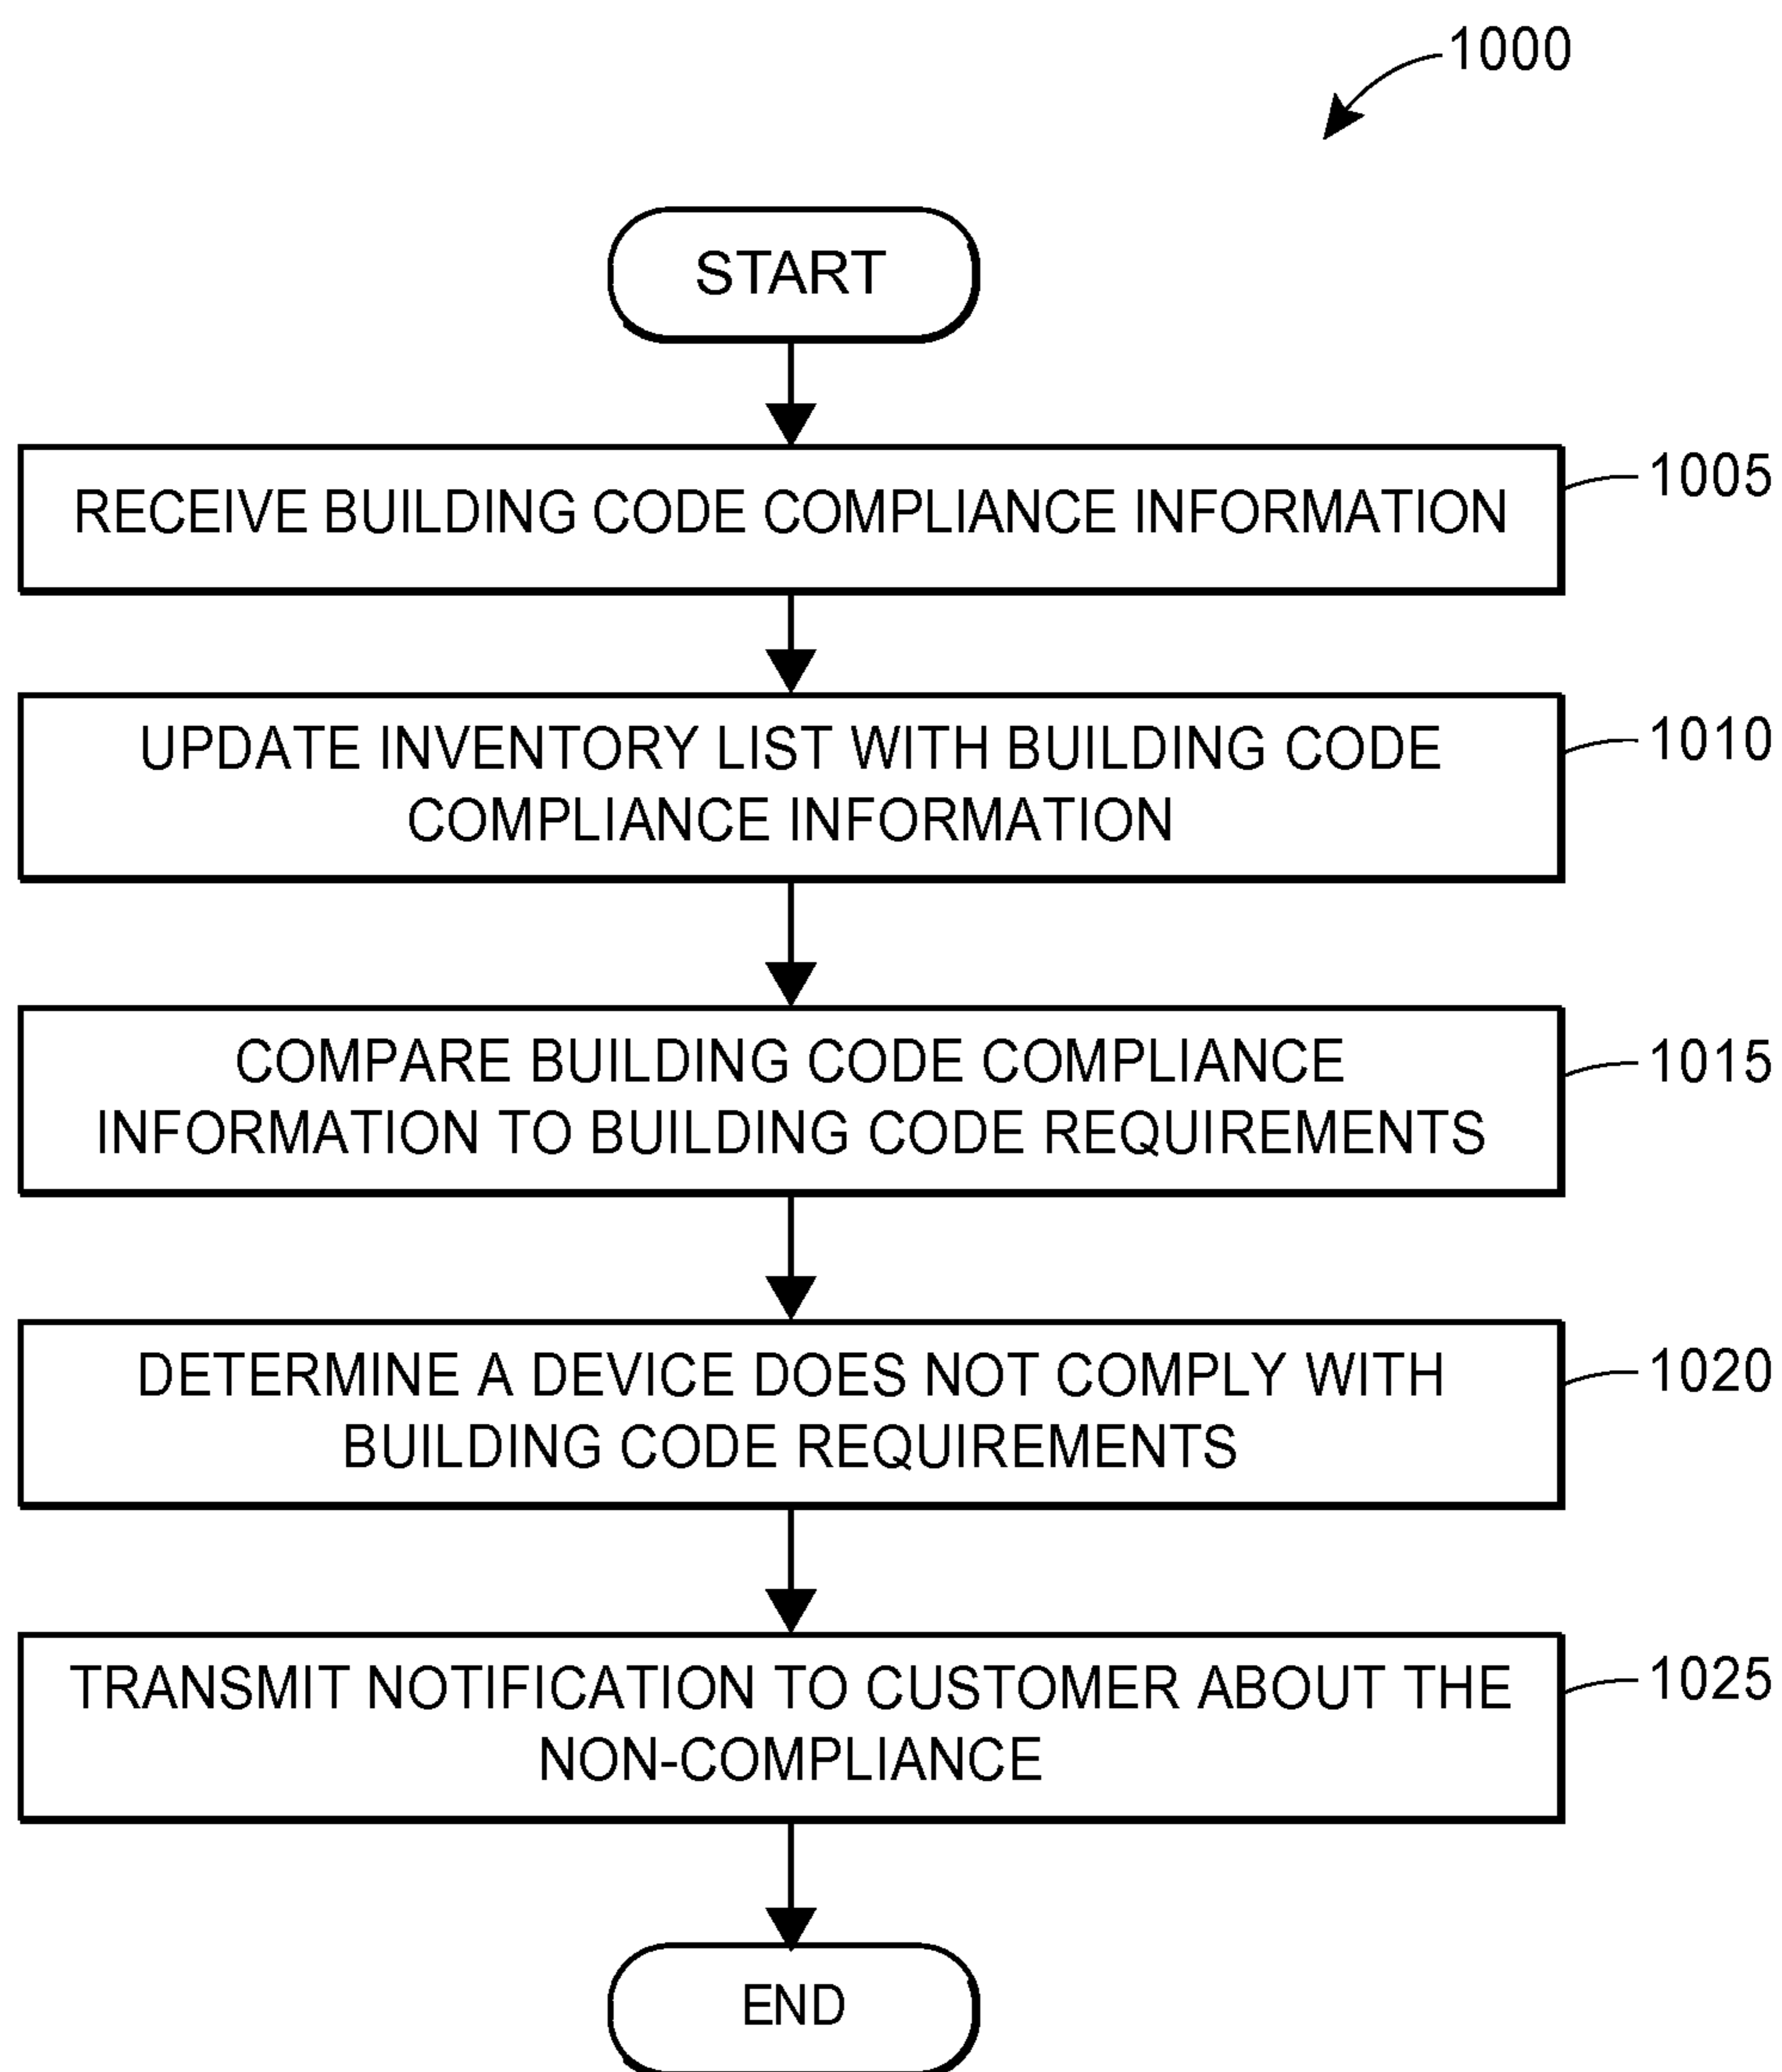 1000
START
RECEIVE BUILDING CODE COMPLIANCE INFORMATION
1005
UPDATE INVENTORY LIST WITH BUILDING CODE
COMPLIANCE INFORMATION
1010
COMPARE BUILDING CODE COMPLIANCE
INFORMATION TO BUILDING CODE REQUIREMENTS
1015
DETERMINE A DEVICE DOES NOT COMPLY WITH
BUILDING CODE REQUIREMENTS
1020
TRANSMIT NOTIFICATION TO CUSTOMER ABOUT THE
NON-COMPLIANCE
1025
END